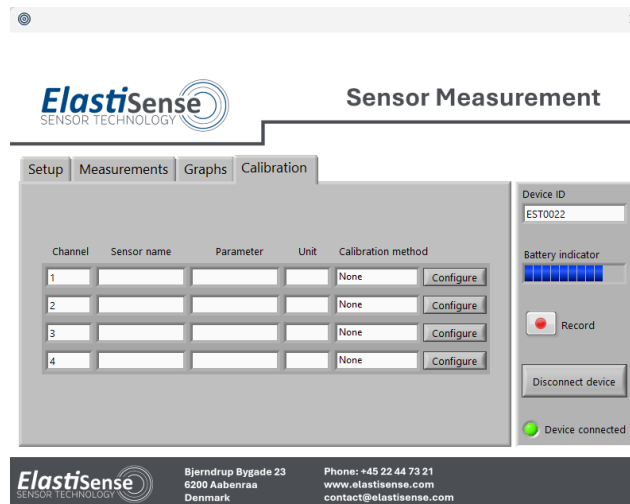 ElastiSense
SENSOR TECHNOLOGY
Sensor Measurement
Setup Measurements Graphs Calibration
Device ID
EST0022
Channel Sensor name Parameter Unit Calibration method
Battery indicator
1 None Configure
2 None Configure
3 None Configure
4 None Configure
Record
Disconnect device
Device connected
ElastiSense
SENSOR TECHNOLOGY
Bjerndrup Bygade 23
6200 Aabenraa
Denmark
Phone: +45 22 44 73 21
www.elastisense.com
contact@elastisense.com